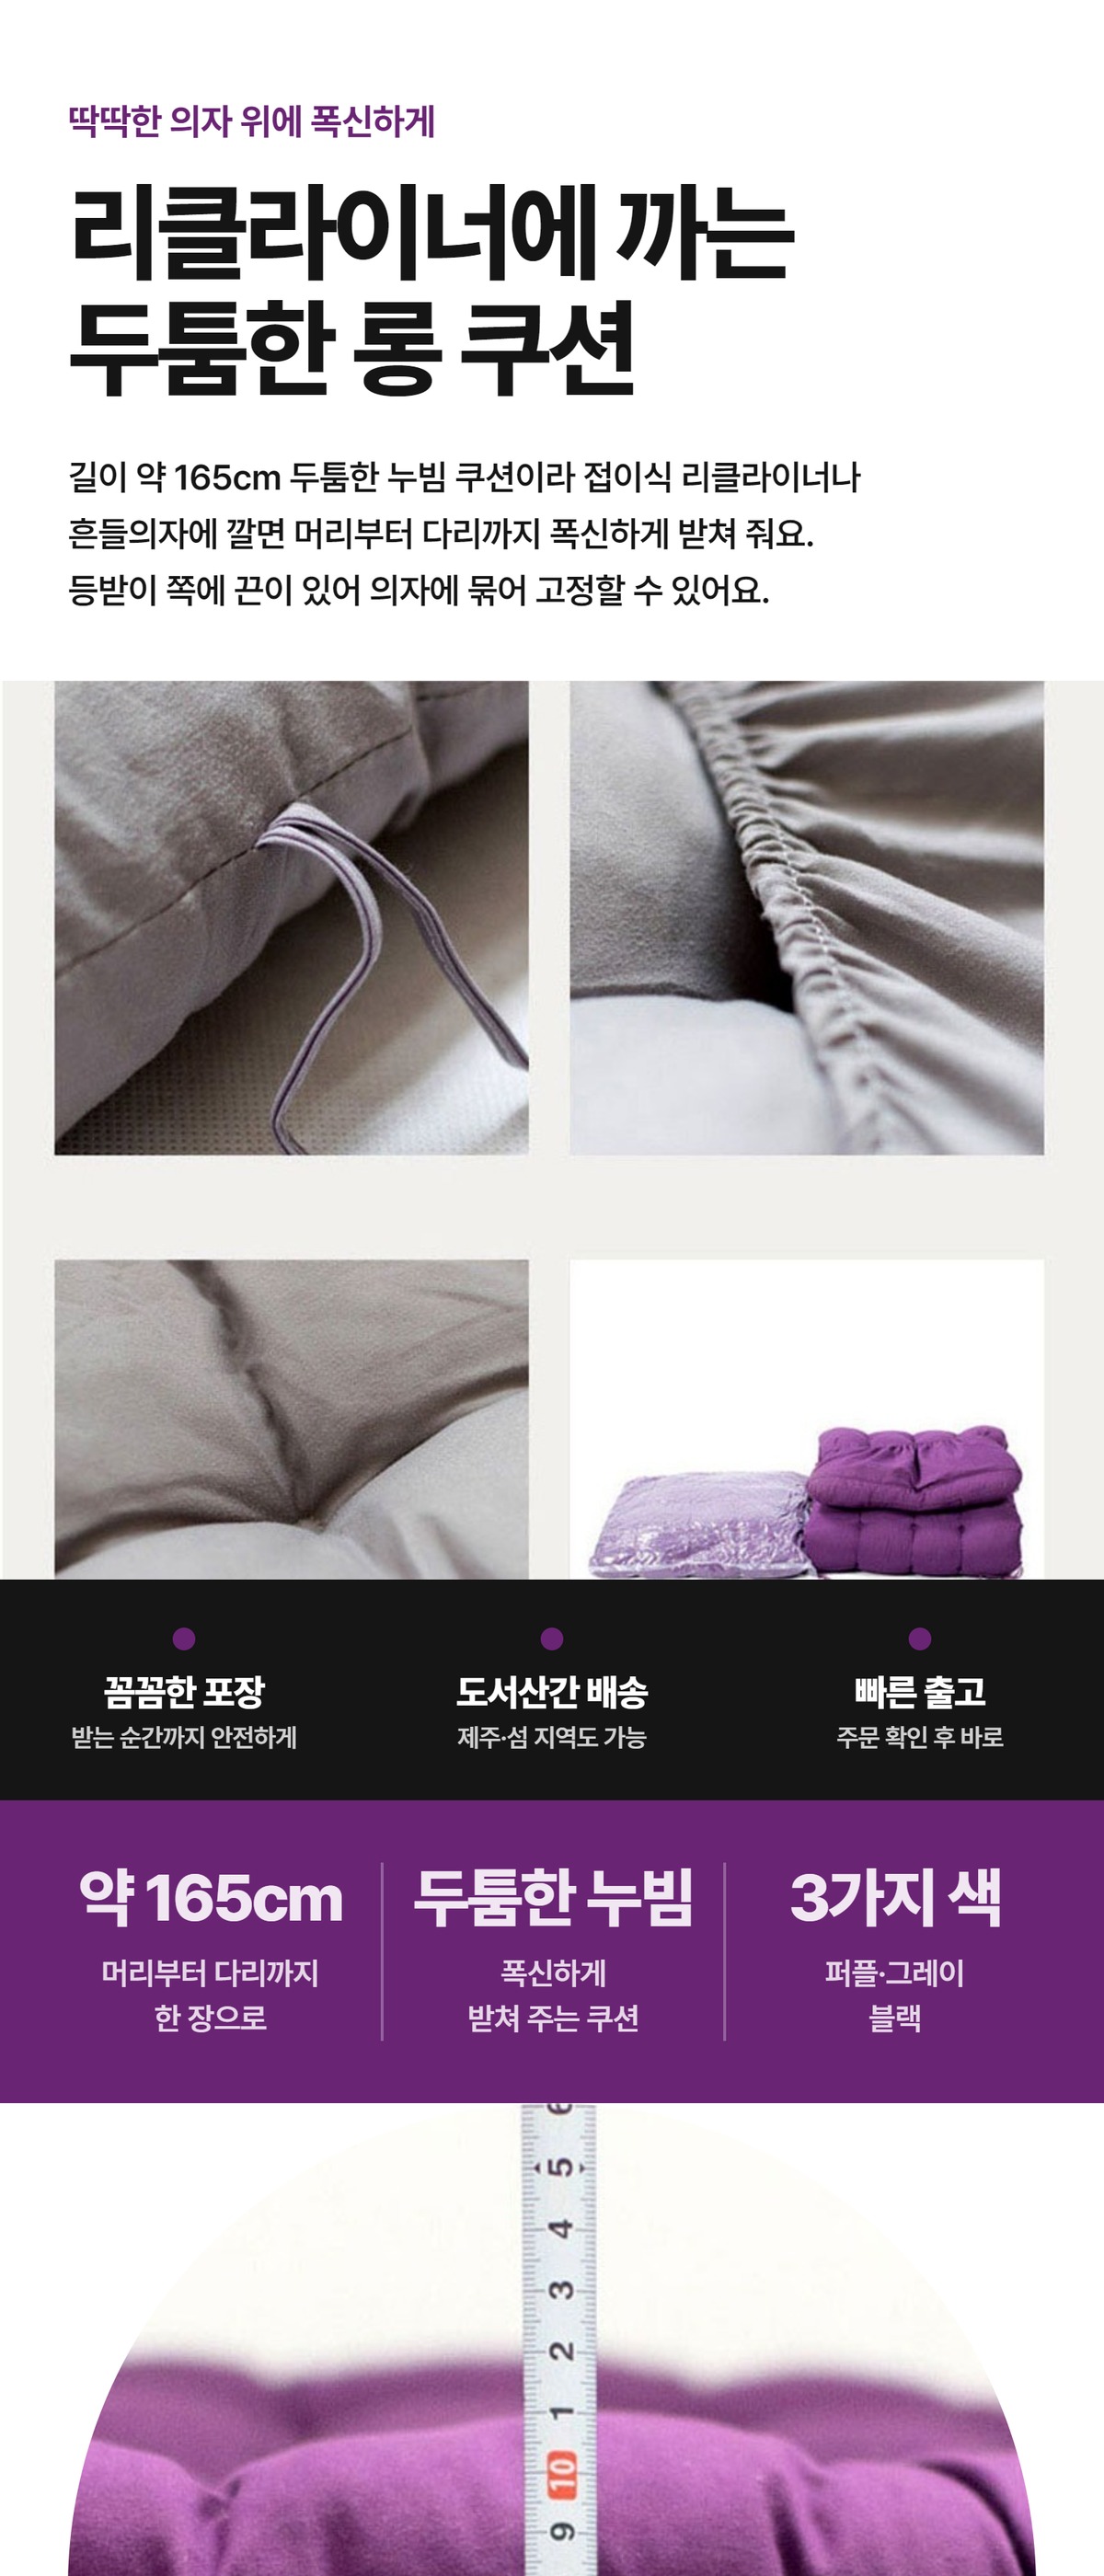 딱딱한 의자 위에 폭신하게
리클라이너에 까는
두툼한 롱 쿠션
길이 약 165cm 두툼한 누빔 쿠션이라 접이식 리클라이너나
흔들의자에 깔면 머리부터 다리까지 폭신하게 받쳐 줘요.
등받이 쪽에 끈이 있어 의자에 묶어 고정할 수 있어요.
꼼꼼한 포장
받는 순간까지 안전하게
도서산간 배송
제주·섬 지역도 가능
빠른 출고
주문 확인 후 바로
약 165cm
머리부터 다리까지
한 장으로
두툼한 누빔
폭신하게
받쳐 주는 쿠션
3가지 색
퍼플·그레이
블랙
6
5
4
3
2
1
10
9